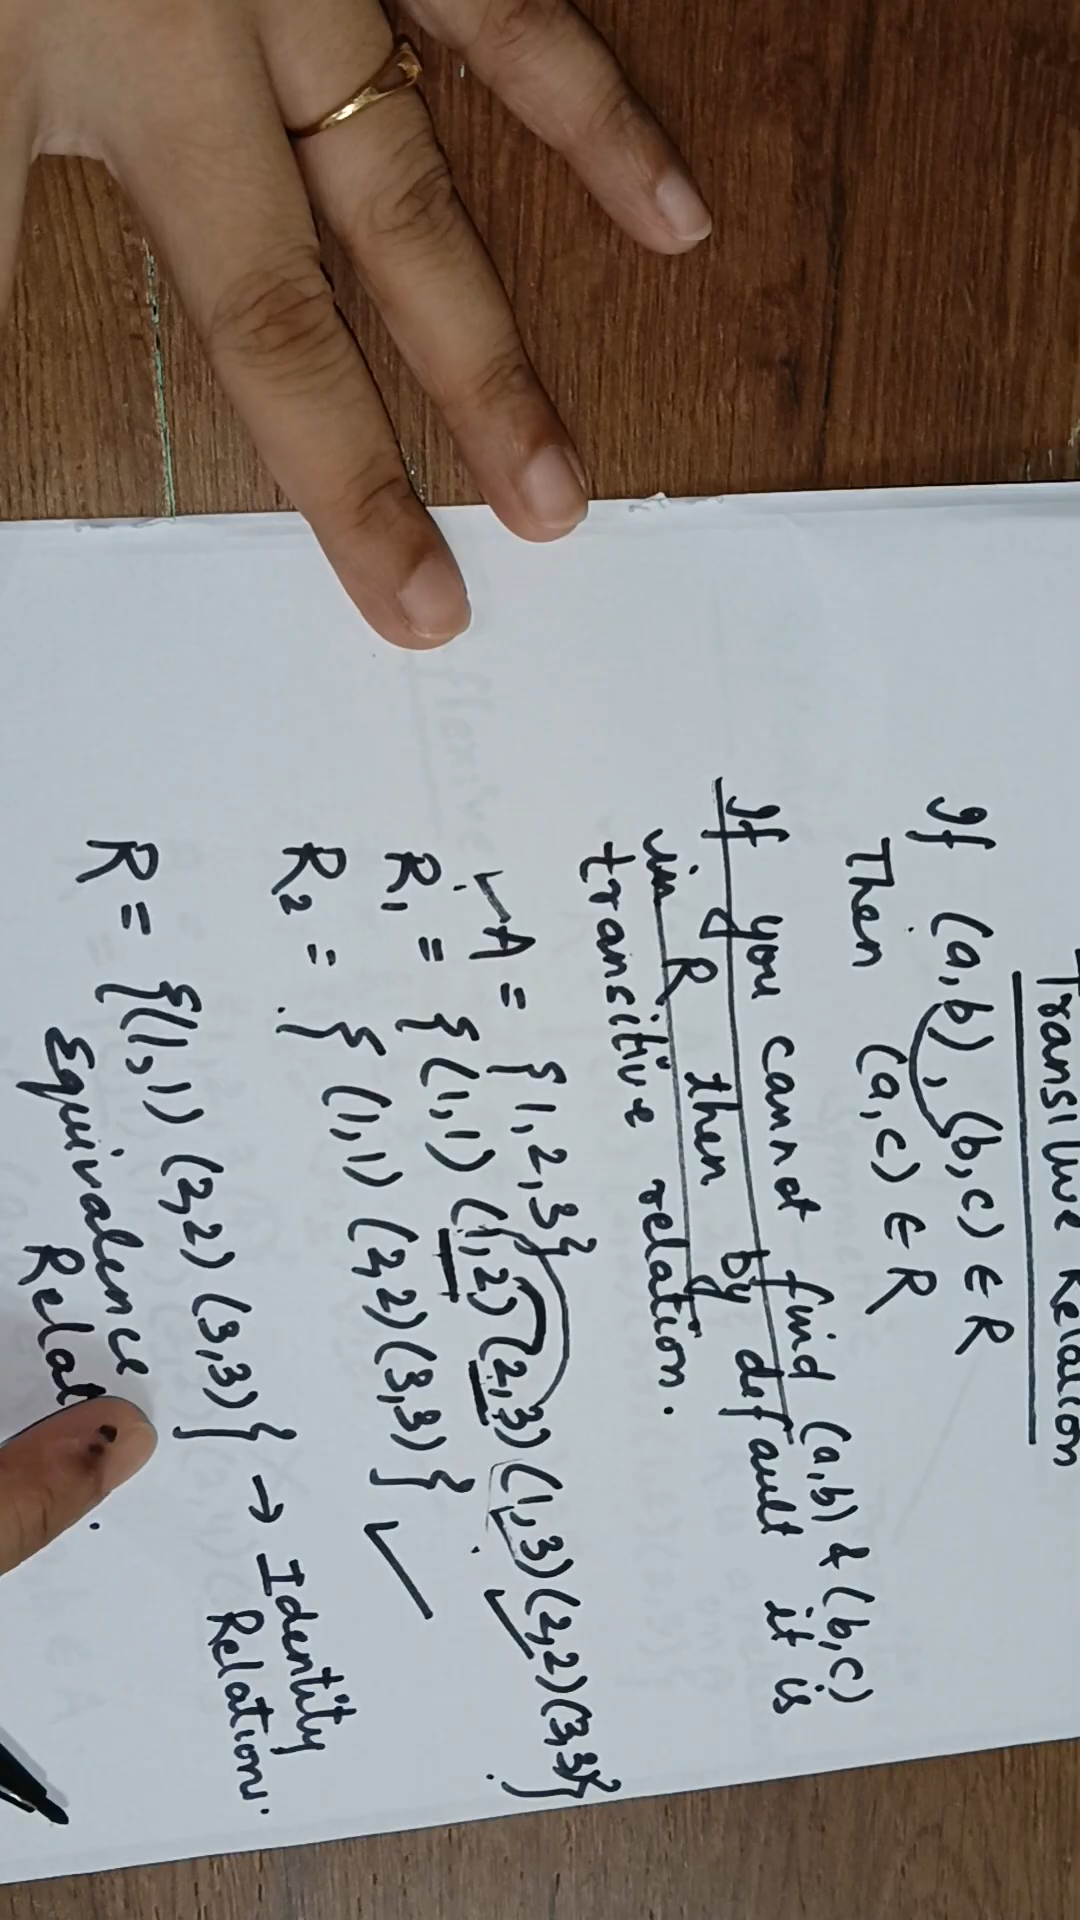 Transitive Relation
If (a,b), (b,c) ∈ R
Then (a,c) ∈ R
If you cannot find (a,b) & (b,c)
in R then by default it is
transitive relation.
A = {1,2,3}
R₁ = {(1,1) (1,2) (2,3) (1,3) (2,2) (3,3)}
R₂ = {(1,1) (2,2) (3,3)}
R = {(1,1) (2,2) (3,3)} → Identity
Relation.
Equivalence